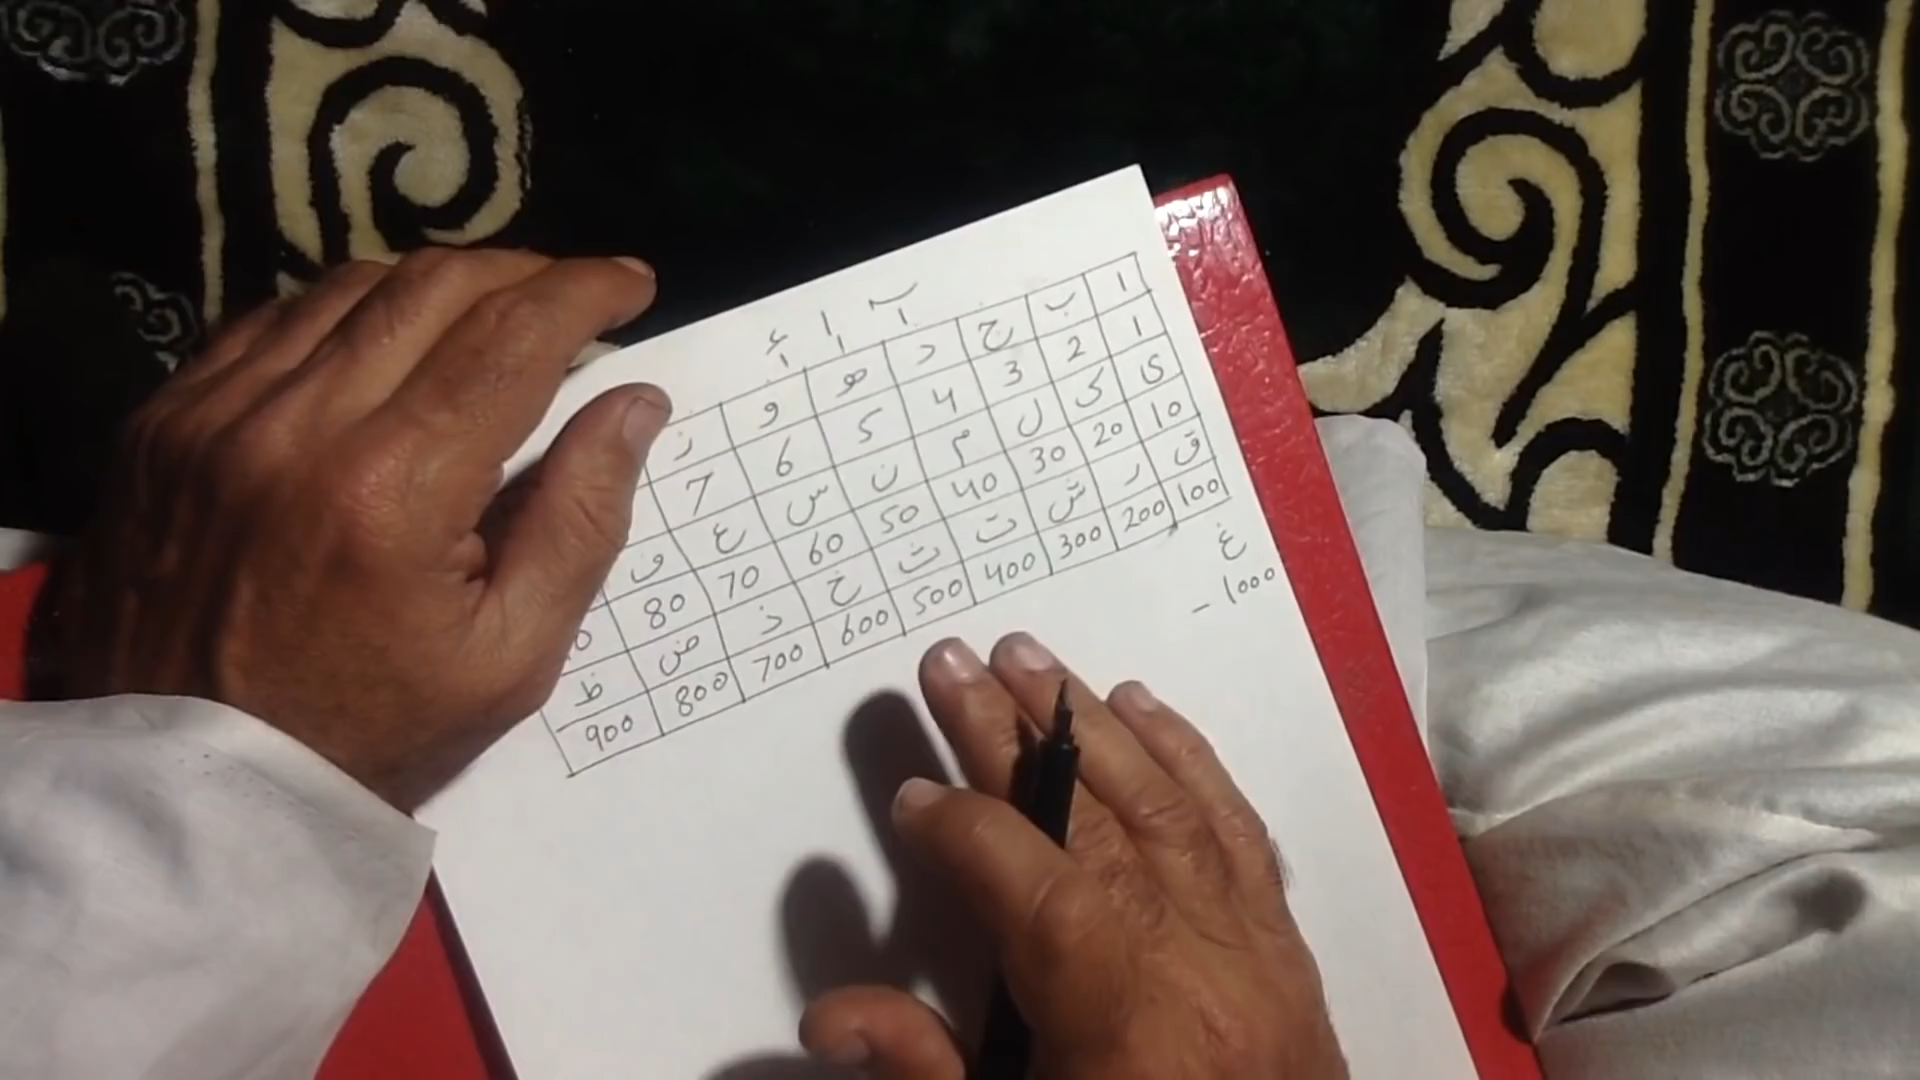 آ ا ء
ا ا
ا ب ج د ھ و ز
1 2 3 4 5 6 7
ی ک ل م ن س ع ف
10 20 30 40 50 60 70 80
ق ر ش ت ث خ ذ ض ظ
100 200 300 400 500 600 700 800 900
غ
1000 -